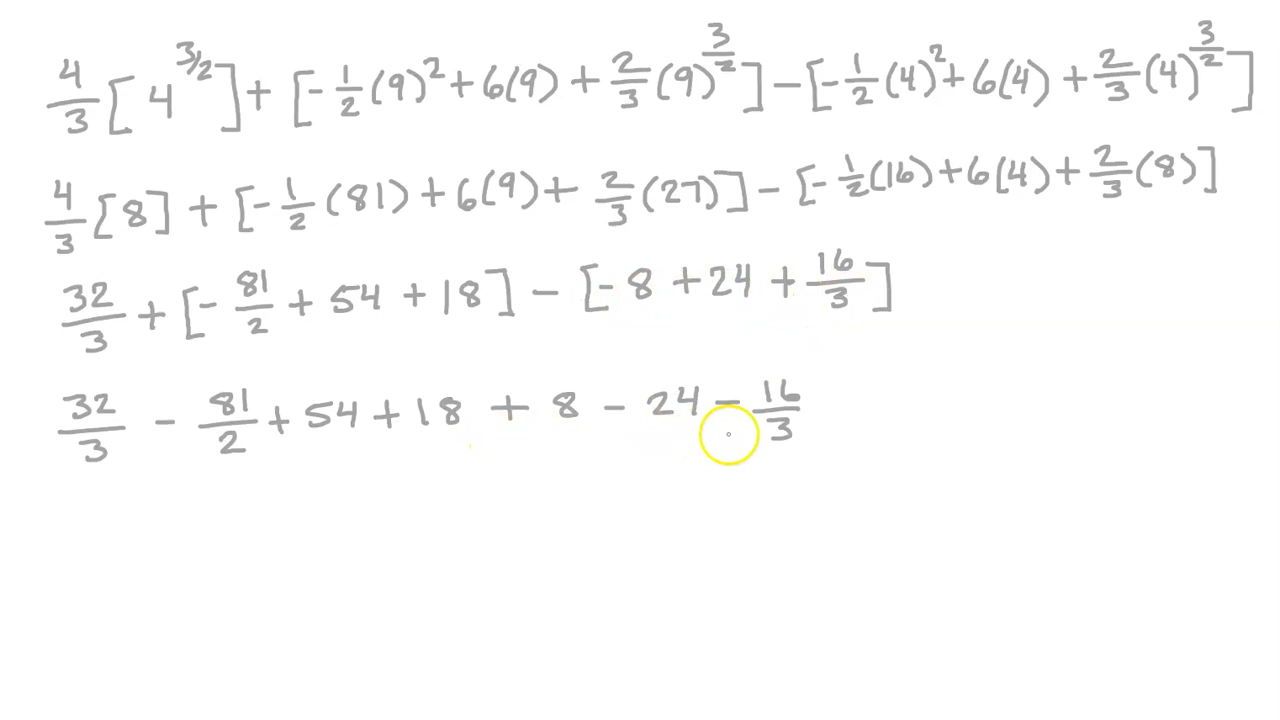 4/3 [4^3/2] + [-1/2(9)^2 + 6(9) + 2/3(9)^3/2] - [-1/2(4)^2 + 6(4) + 2/3(4)^3/2]
4/3 [8] + [-1/2(81) + 6(9) + 2/3(27)] - [-1/2(16) + 6(4) + 2/3(8)]
32/3 + [-81/2 + 54 + 18] - [-8 + 24 + 16/3]
32/3 - 81/2 + 54 + 18 + 8 - 24 - 16/3